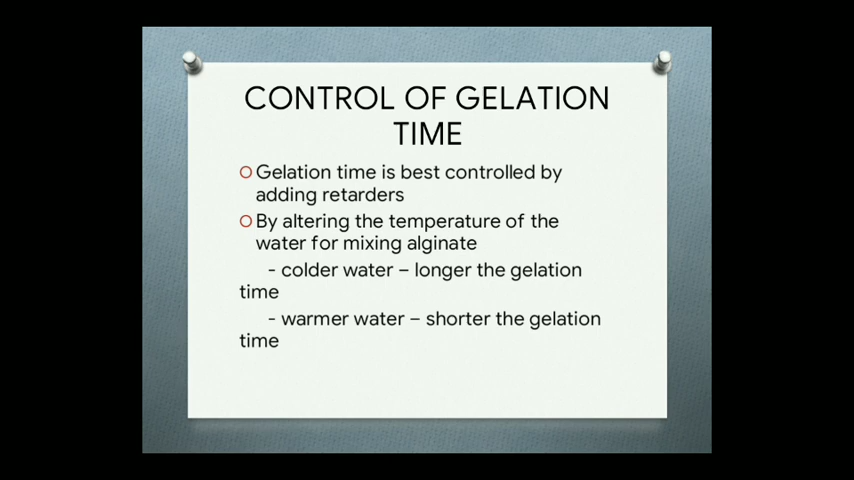 CONTROL OF GELATION
TIME
Gelation time is best controlled by
adding retarders
By altering the temperature of the
water for mixing alginate
- colder water – longer the gelation
time
- warmer water – shorter the gelation
time